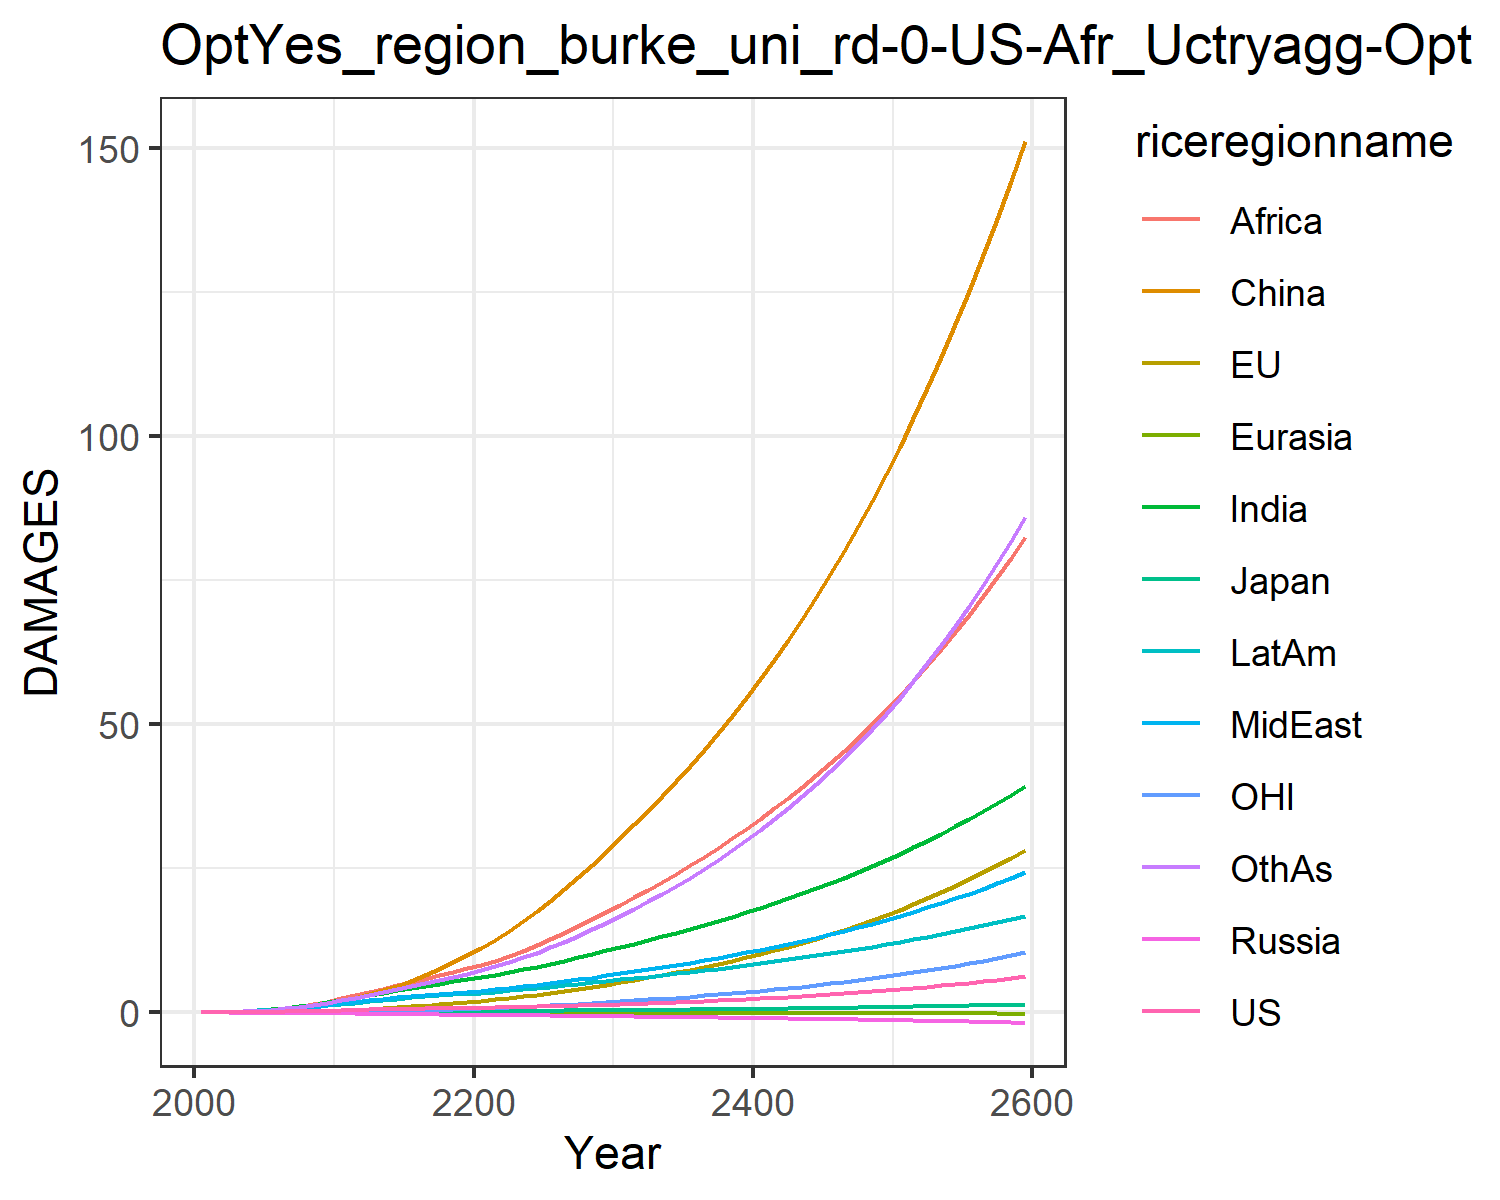 OptYes_region_burke_uni_rd-0-US-Afr_Uctryagg-Opt
150
100
50
0
DAMAGES
2000 2200 2400 2600
Year
riceregionname
Africa
China
EU
Eurasia
India
Japan
LatAm
MidEast
OHI
OthAs
Russia
US